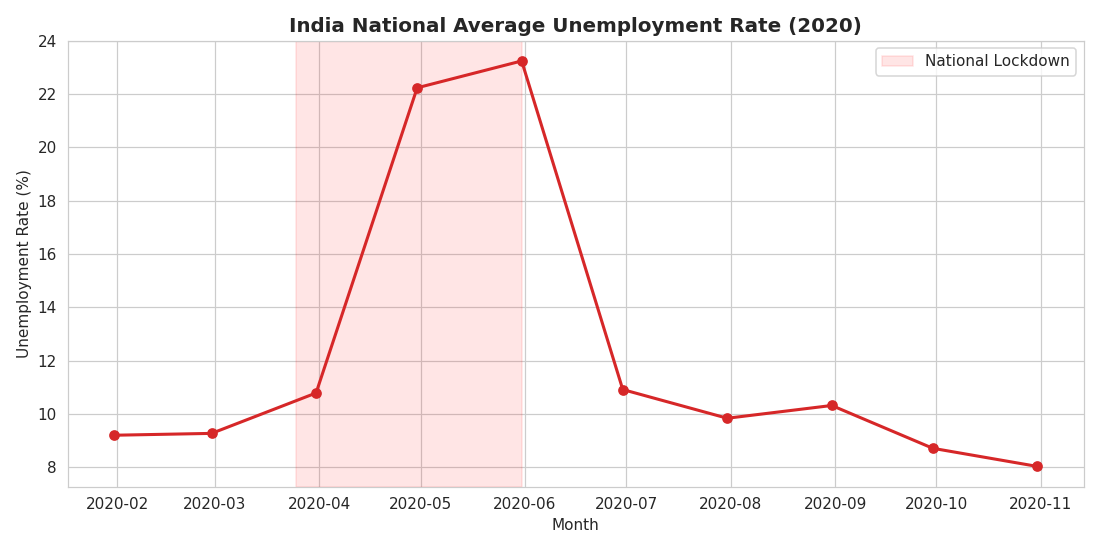 India National Average Unemployment Rate (2020)
National Lockdown
Unemployment Rate (%)
24
22
20
18
16
14
12
10
8
2020-02 2020-03 2020-04 2020-05 2020-06 2020-07 2020-08 2020-09 2020-10 2020-11
Month